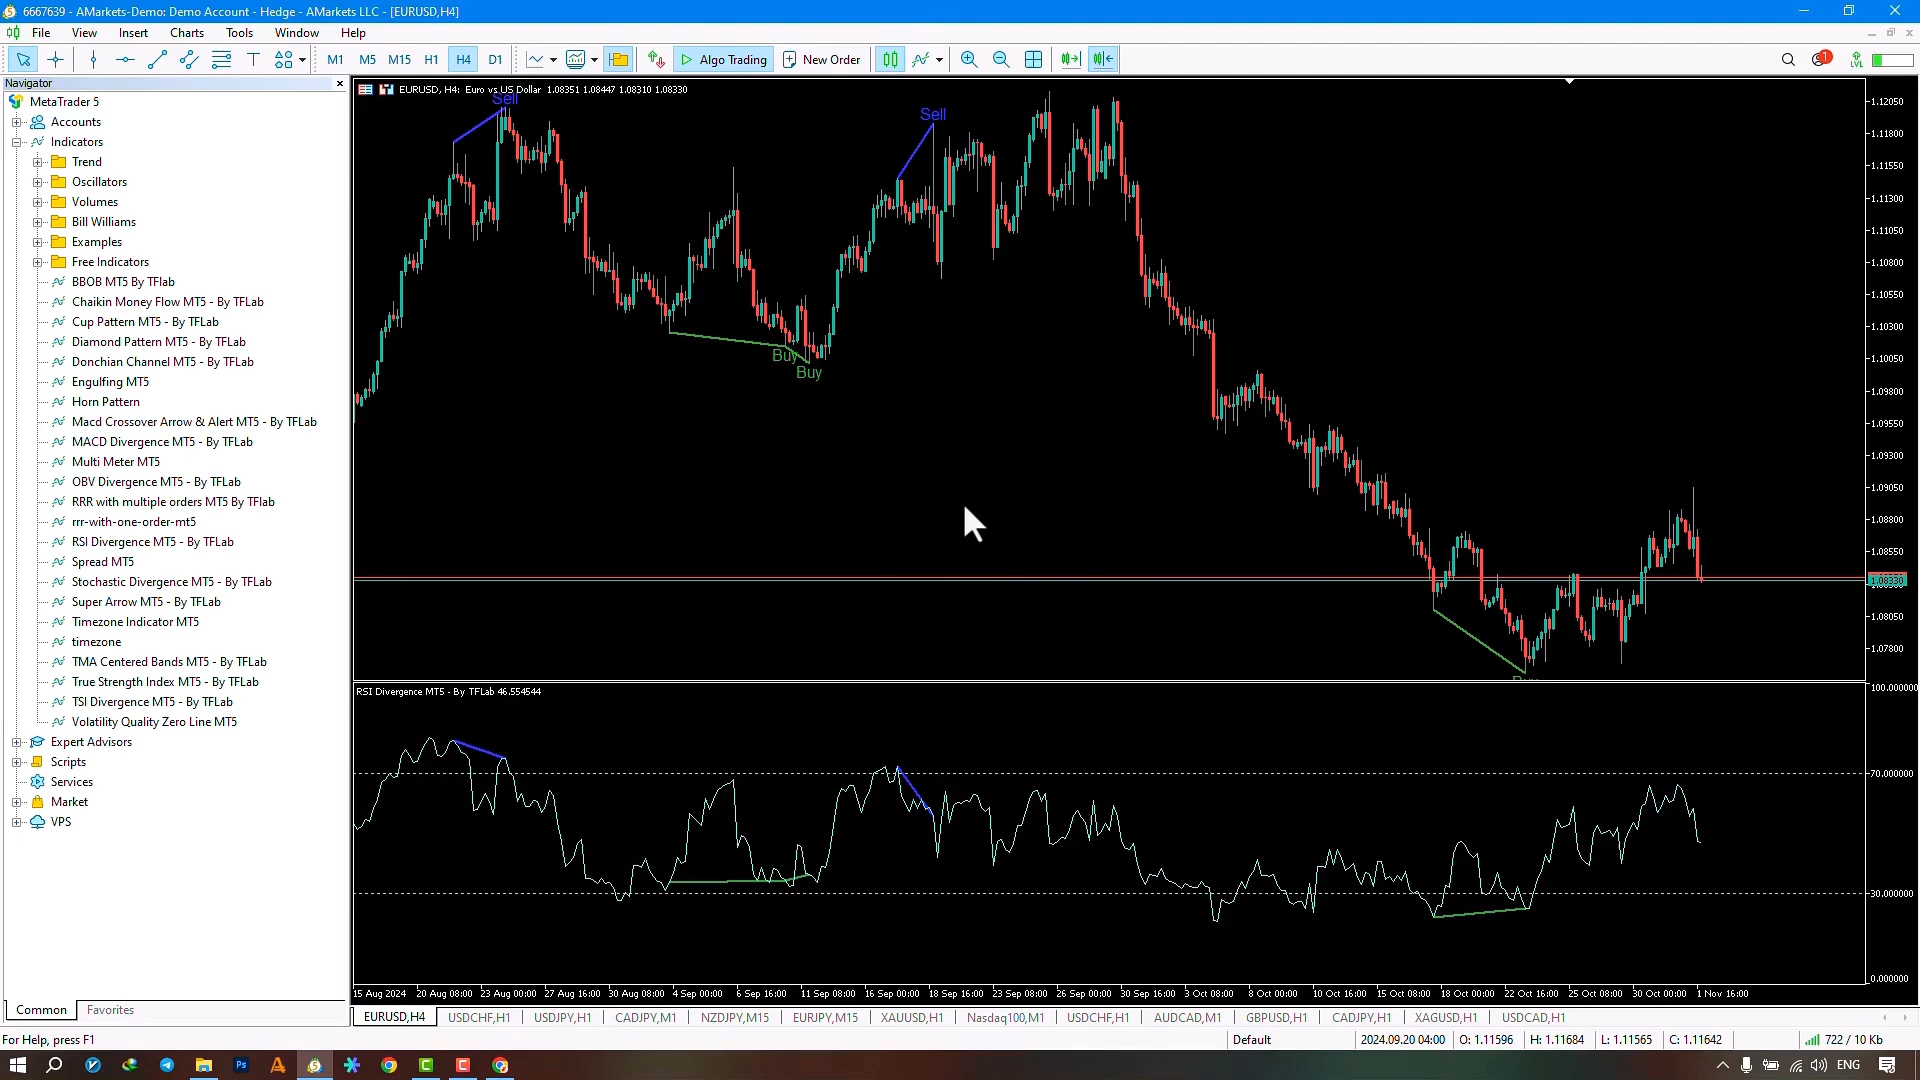 6667639 - AMarkets-Demo: Demo Account - Hedge - AMarkets LLC - [EURUSD,H4]
File View Insert Charts Tools Window Help
M1 M5 M15 H1 H4 D1 Algo Trading New Order 1 LVL
Navigator
MetaTrader 5
Accounts
Indicators
Trend
Oscillators
Volumes
Bill Williams
Examples
Free Indicators
BBOB MT5 By TFlab
Chaikin Money Flow MT5 - By TFLab
Cup Pattern MT5 - By TFLab
Diamond Pattern MT5 - By TFLab
Donchian Channel MT5 - By TFLab
Engulfing MT5
Horn Pattern
Macd Crossover Arrow & Alert MT5 - By TFLab
MACD Divergence MT5 - By TFLab
Multi Meter MT5
OBV Divergence MT5 - By TFLab
RRR with multiple orders MT5 By TFlab
rrr-with-one-order-mt5
RSI Divergence MT5 - By TFLab
Spread MT5
Stochastic Divergence MT5 - By TFLab
Super Arrow MT5 - By TFLab
Timezone Indicator MT5
timezone
TMA Centered Bands MT5 - By TFLab
True Strength Index MT5 - By TFLab
TSI Divergence MT5 - By TFLab
Volatility Quality Zero Line MT5
Expert Advisors
Scripts
Services
Market
VPS
Common Favorites
EURUSD, H4: Euro vs US Dollar 1.08351 1.08447 1.08310 1.08330
Sell
Sell
Buy
Buy
1.12050
1.11800
1.11550
1.11300
1.11050
1.10800
1.10550
1.10300
1.10050
1.09800
1.09550
1.09300
1.09050
1.08800
1.08550
1.08330
1.08050
1.07800
RSI Divergence MT5 - By TFLab 46.554544
100.000000
70.000000
30.000000
0.000000
15 Aug 2024 20 Aug 08:00 23 Aug 00:00 27 Aug 16:00 30 Aug 08:00 4 Sep 00:00 6 Sep 16:00 11 Sep 08:00 16 Sep 00:00 18 Sep 16:00 23 Sep 08:00 26 Sep 00:00 30 Sep 16:00 3 Oct 08:00 8 Oct 00:00 10 Oct 16:00 15 Oct 08:00 18 Oct 00:00 22 Oct 16:00 25 Oct 08:00 30 Oct 00:00 1 Nov 16:00
EURUSD,H4 USDCHF,H1 USDJPY,H1 CADJPY,M1 NZDJPY,M15 EURJPY,M15 XAUUSD,H1 Nasdaq100,M1 USDCHF,H1 AUDCAD,M1 GBPUSD,H1 CADJPY,H1 XAGUSD,H1 USDCAD,H1
For Help, press F1 Default 2024.09.20 04:00 O: 1.11596 H: 1.11684 L: 1.11565 C: 1.11642 722 / 10 Kb
ENG